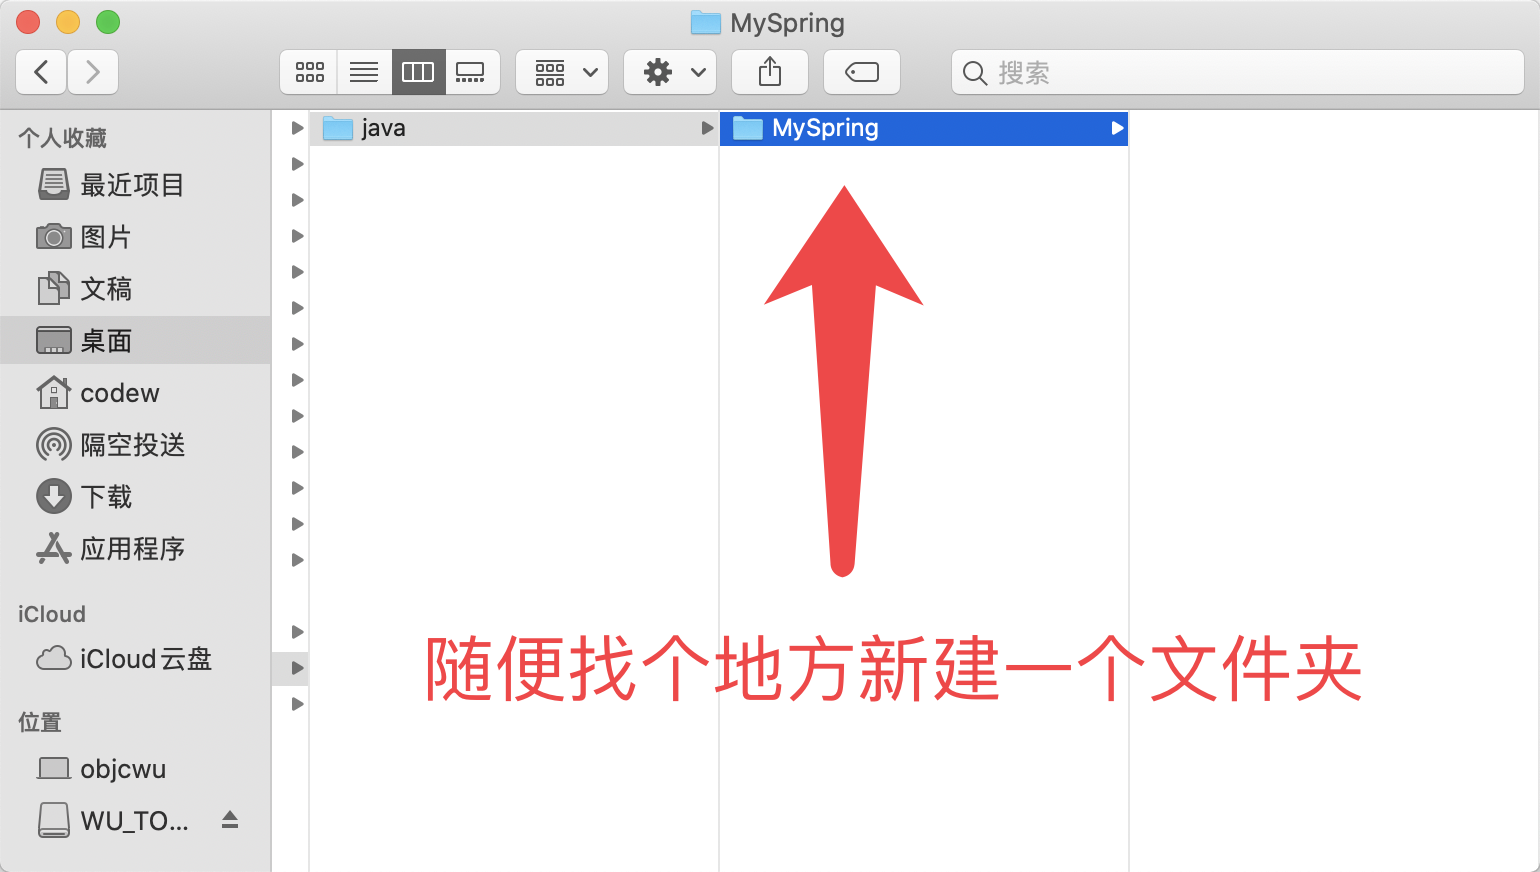 MySpring
搜索
个人收藏
最近项目
图片
文稿
桌面
codew
隔空投送
下载
应用程序
iCloud
iCloud云盘
位置
objcwu
WU_TO...
java
MySpring
随便找个地方新建一个文件夹